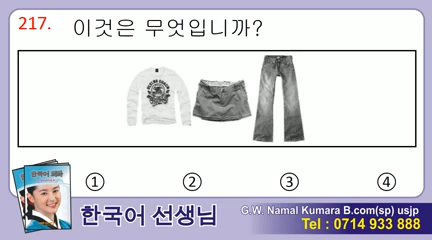 217. 이것은 무엇입니까?
① ② ③ ④
한국어 선생님
G.W. Namal Kumara B.com(sp) usjp
Tel : 0714 933 888